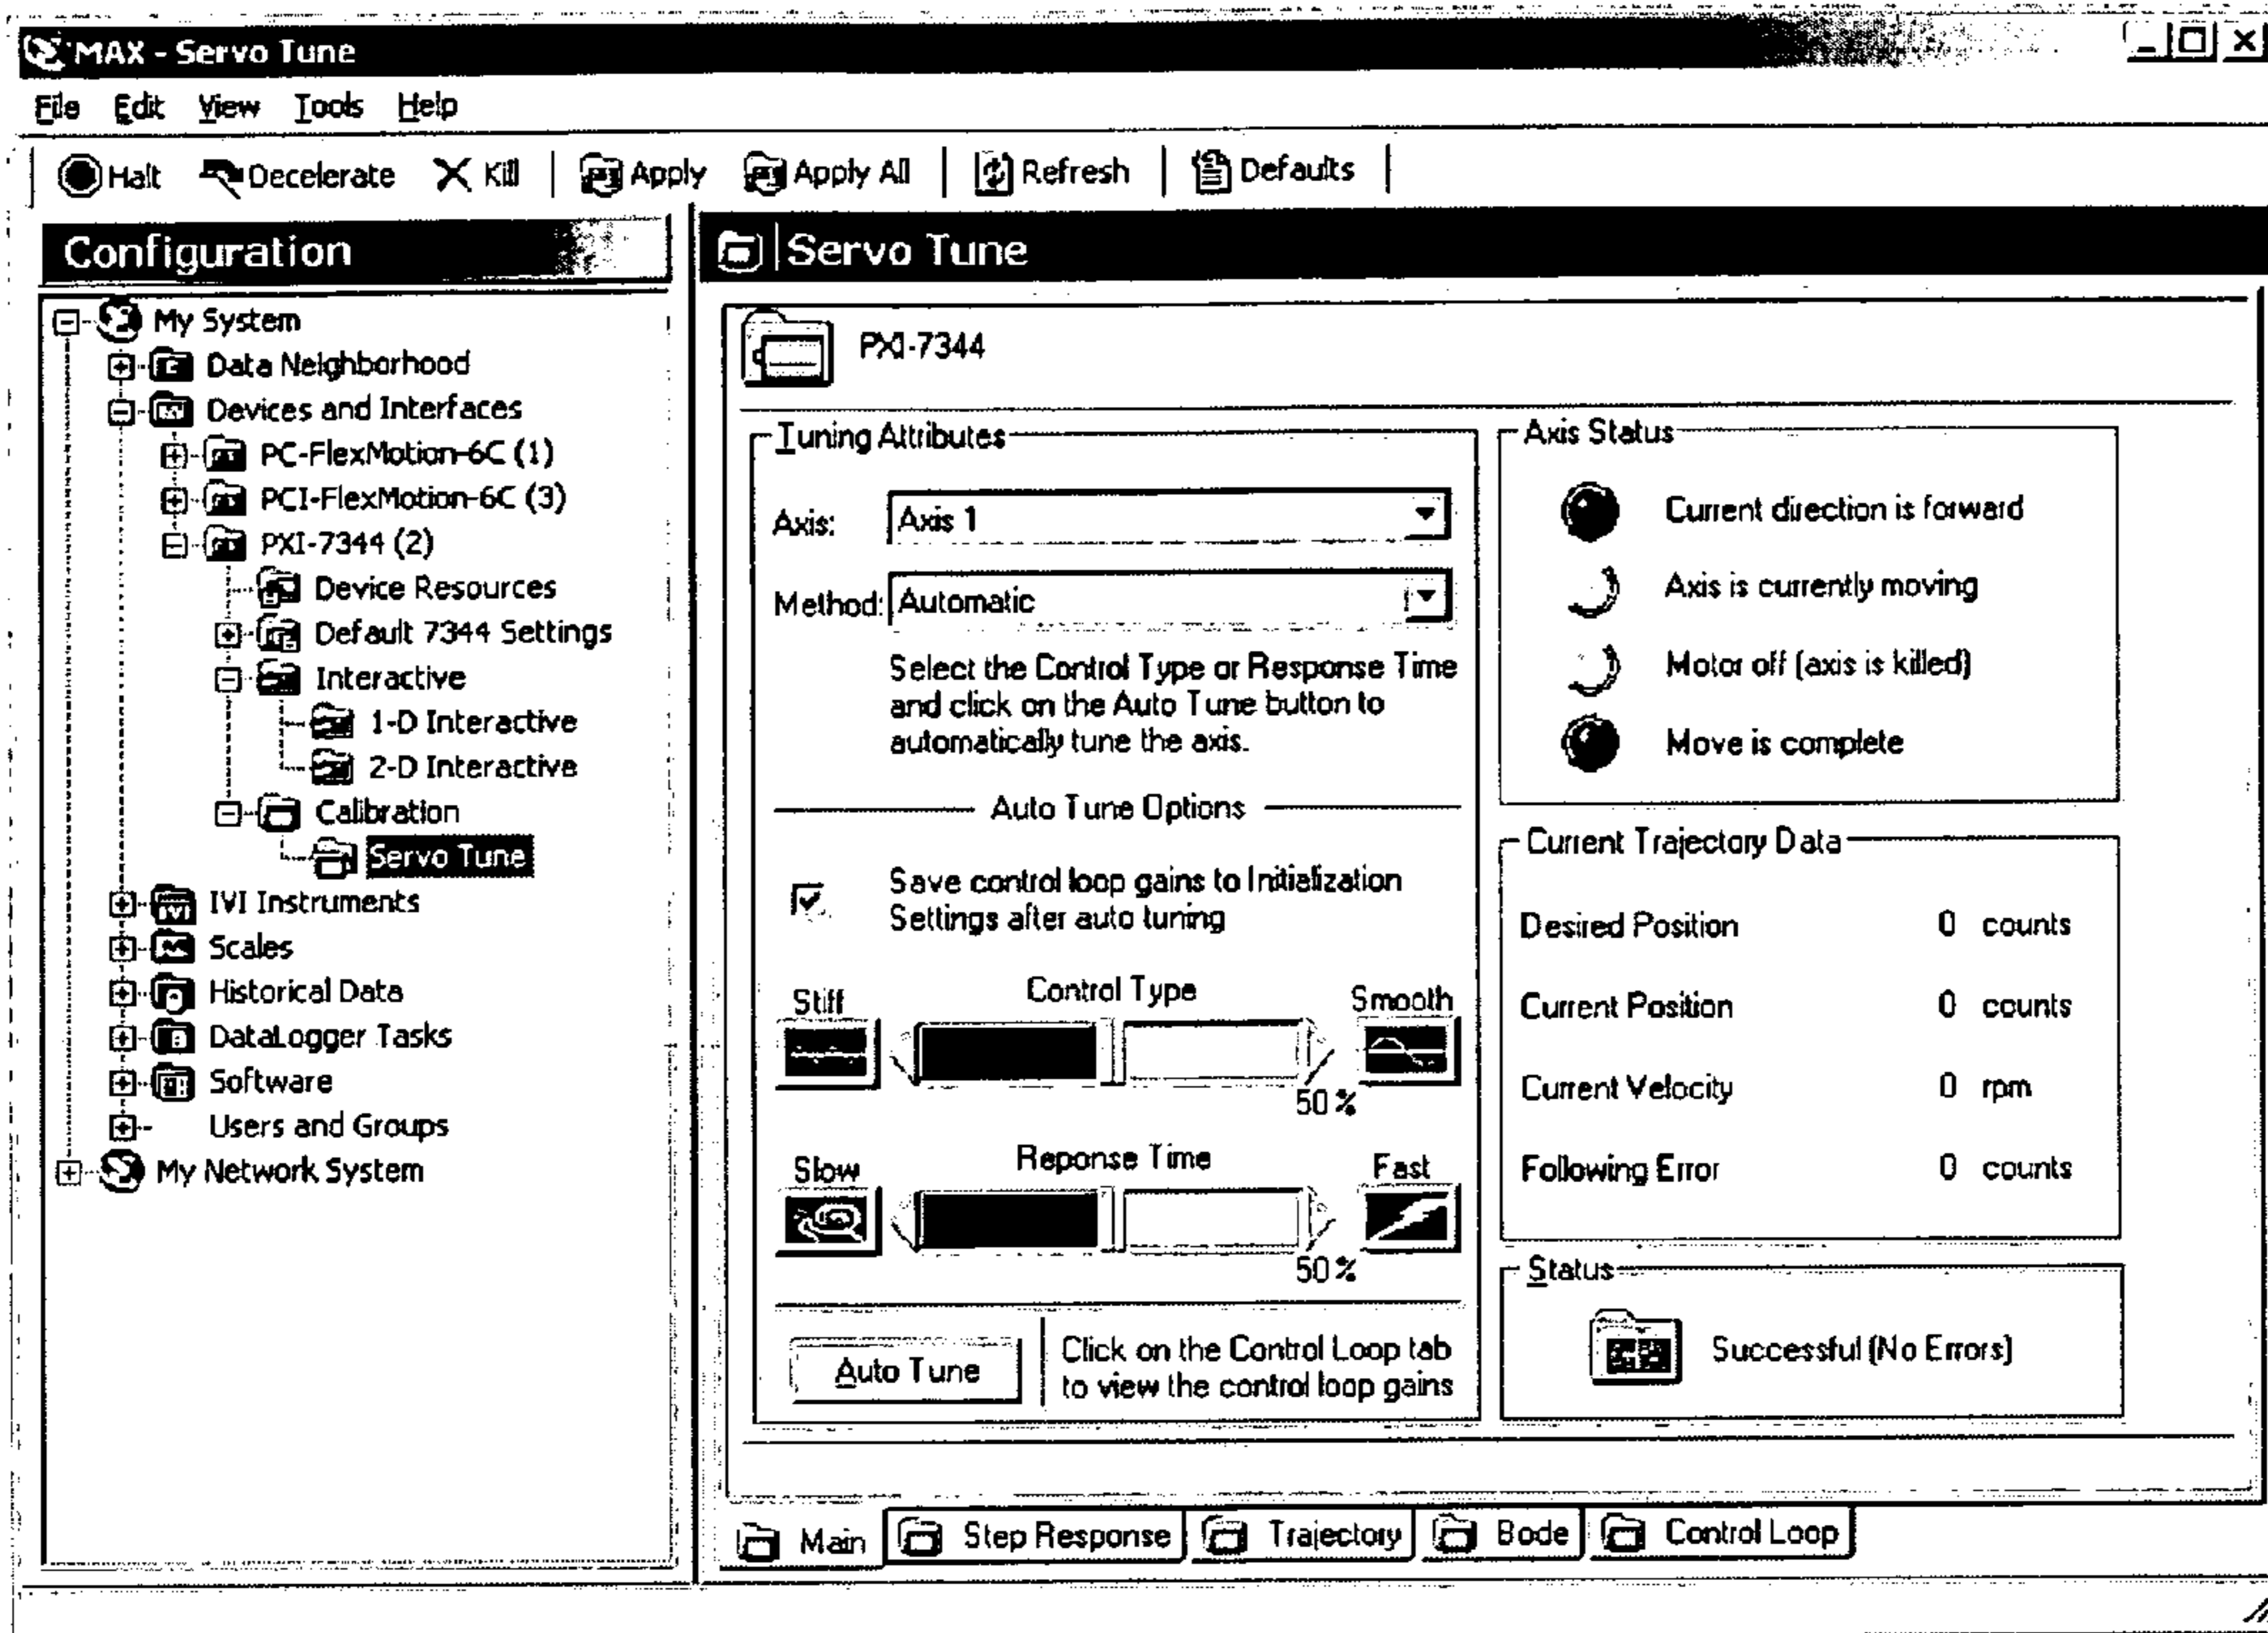 MAX - Servo Tune
File Edit View Tools Help
Halt Decelerate Kill Apply Apply All Refresh Defaults
Configuration
My System
Data Neighborhood
Devices and Interfaces
PC-FlexMotion-6C (1)
PCI-FlexMotion-6C (3)
PXI-7344 (2)
Device Resources
Default 7344 Settings
Interactive
1-D Interactive
2-D Interactive
Calibration
Servo Tune
IVI Instruments
Scales
Historical Data
DataLogger Tasks
Software
Users and Groups
My Network System
Servo Tune
PXI-7344
Tuning Attributes
Axis: Axis 1
Method: Automatic
Select the Control Type or Response Time
and click on the Auto Tune button to
automatically tune the axis.
Auto Tune Options
Save control loop gains to Initialization
Settings after auto tuning
Stiff Control Type Smooth
50 %
Slow Reponse Time Fast
50 %
Auto Tune
Click on the Control Loop tab
to view the control loop gains
Axis Status
Current direction is forward
Axis is currently moving
Motor off (axis is killed)
Move is complete
Current Trajectory Data
Desired Position 0 counts
Current Position 0 counts
Current Velocity 0 rpm
Following Error 0 counts
Status
Successful (No Errors)
Main Step Response Trajectory Bode Control Loop